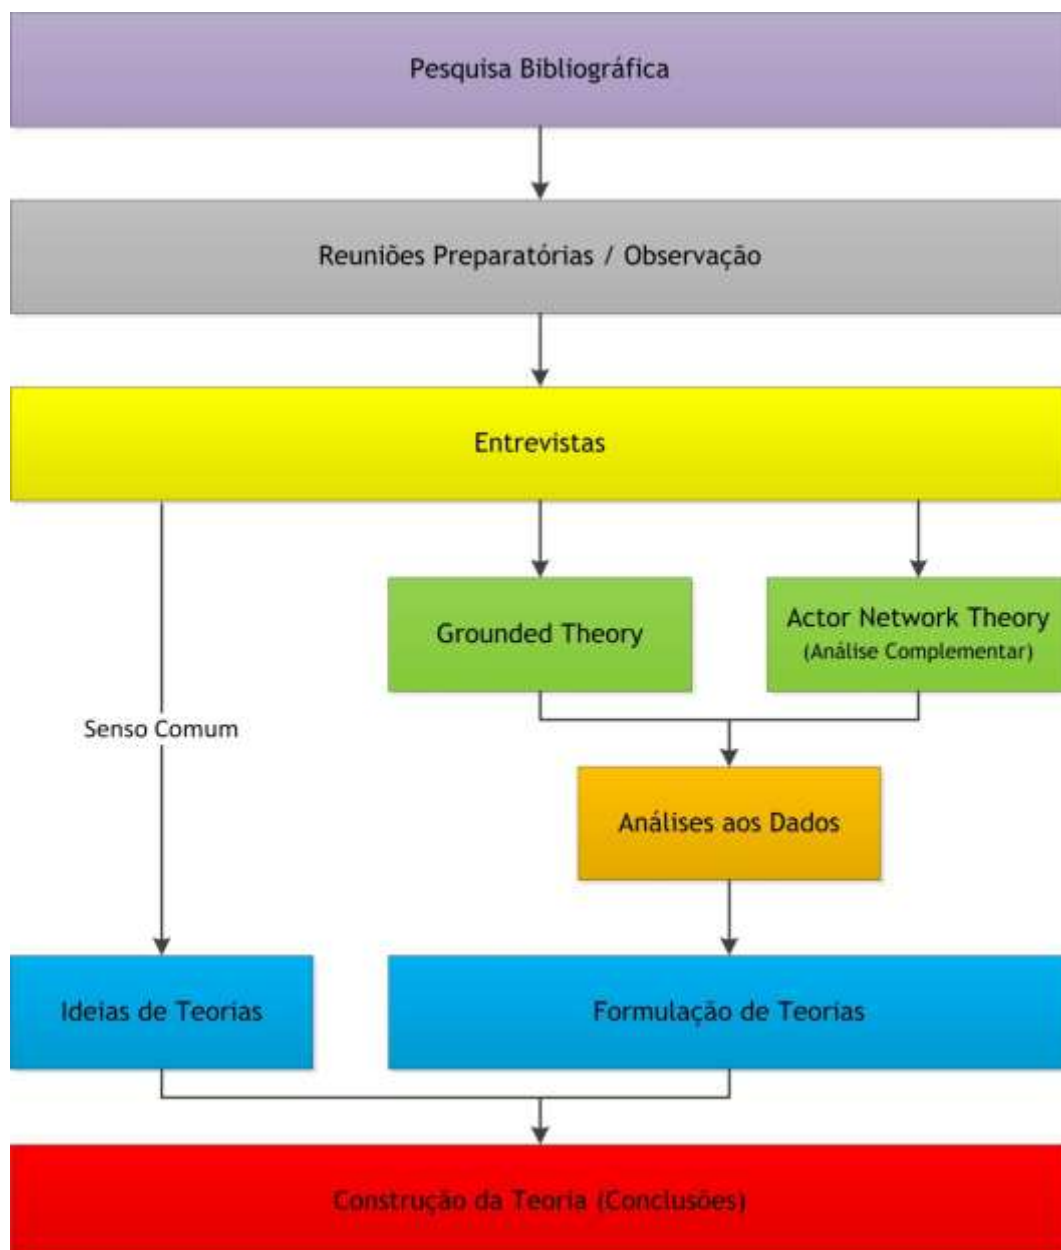 Pesquisa Bibliográfica
Reuniões Preparatórias / Observação
Entrevistas
Grounded Theory
Actor Network Theory
(Análise Complementar)
Senso Comum
Análises aos Dados
Ideias de Teorias
Formulação de Teorias
Construção da Teoria (Conclusões)